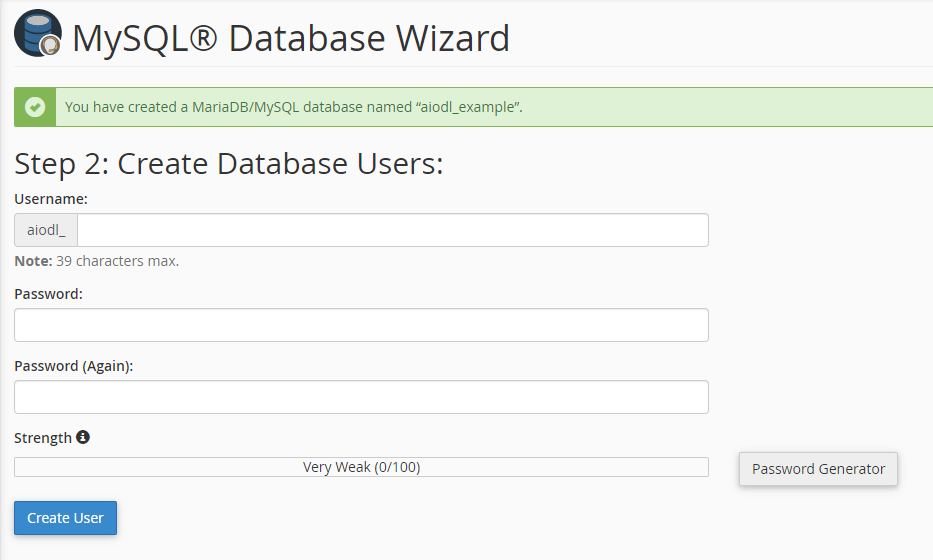 MySQL® Database Wizard
You have created a MariaDB/MySQL database named “aiodl_example”.
Step 2: Create Database Users:
Username:
aiodl_
Note: 39 characters max.
Password:
Password (Again):
Strength
Very Weak (0/100)
Password Generator
Create User